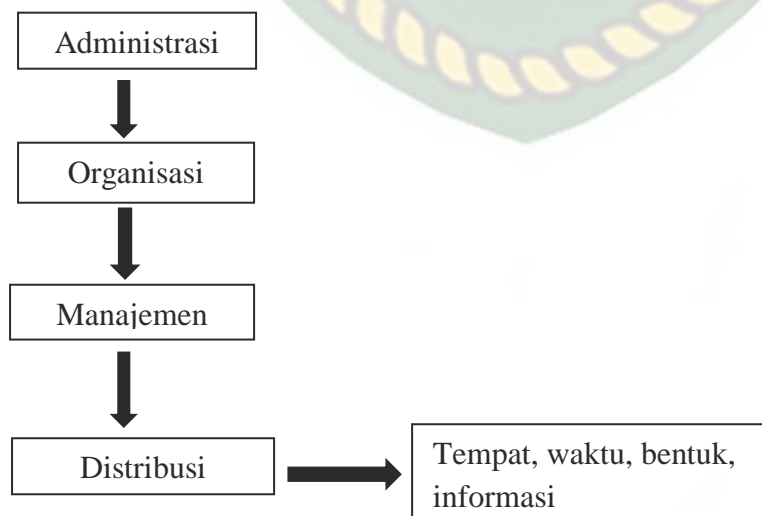 Administrasi
Organisasi
Manajemen
Distribusi
Tempat, waktu, bentuk,
informasi